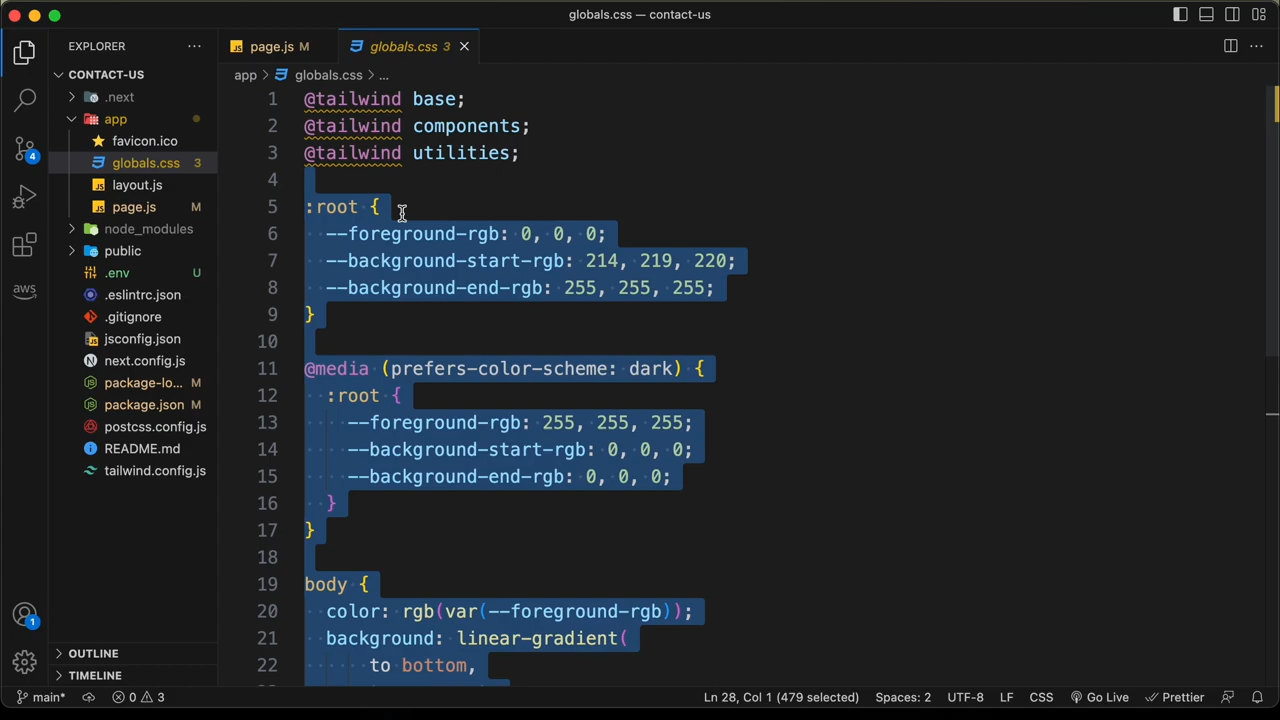 globals.css — contact-us
EXPLORER
page.js M
globals.css 3
CONTACT-US
app > globals.css > ...
.next
app
favicon.ico
globals.css 3
layout.js
page.js M
node_modules
public
.env U
.eslintrc.json
.gitignore
jsconfig.json
next.config.js
package-lo... M
package.json M
postcss.config.js
README.md
tailwind.config.js
OUTLINE
TIMELINE
4
aws
1
1 @tailwind base;
2 @tailwind components;
3 @tailwind utilities;
4
5 :root {
6 --foreground-rgb: 0, 0, 0;
7 --background-start-rgb: 214, 219, 220;
8 --background-end-rgb: 255, 255, 255;
9 }
10
11 @media (prefers-color-scheme: dark) {
12 :root {
13 --foreground-rgb: 255, 255, 255;
14 --background-start-rgb: 0, 0, 0;
15 --background-end-rgb: 0, 0, 0;
16 }
17 }
18
19 body {
20 color: rgb(var(--foreground-rgb));
21 background: linear-gradient(
22 to bottom,
main* 0 3 Ln 28, Col 1 (479 selected) Spaces: 2 UTF-8 LF CSS Go Live Prettier